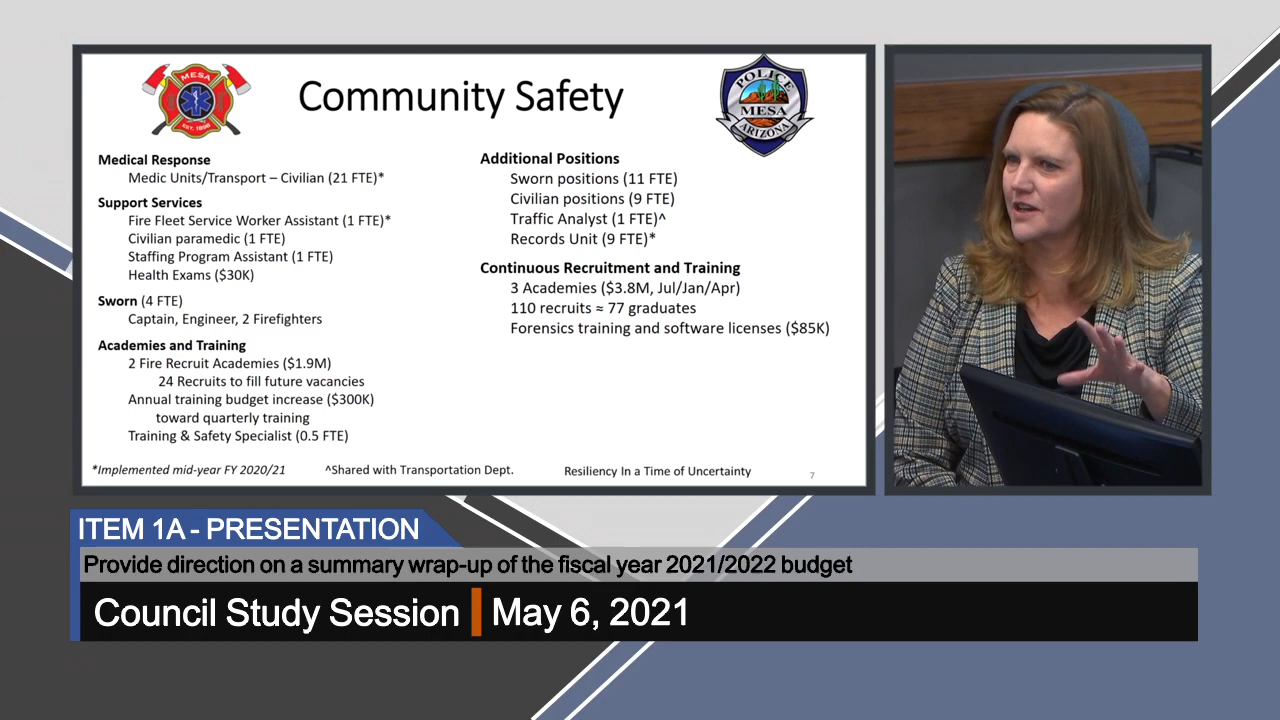 MESA
EST. 1898
Community Safety
POLICE
MESA
ARIZONA
Medical Response
Medic Units/Transport – Civilian (21 FTE)*
Support Services
Fire Fleet Service Worker Assistant (1 FTE)*
Civilian paramedic (1 FTE)
Staffing Program Assistant (1 FTE)
Health Exams ($30K)
Sworn (4 FTE)
Captain, Engineer, 2 Firefighters
Academies and Training
2 Fire Recruit Academies ($1.9M)
24 Recruits to fill future vacancies
Annual training budget increase ($300K)
toward quarterly training
Training & Safety Specialist (0.5 FTE)
Additional Positions
Sworn positions (11 FTE)
Civilian positions (9 FTE)
Traffic Analyst (1 FTE)^
Records Unit (9 FTE)*
Continuous Recruitment and Training
3 Academies ($3.8M, Jul/Jan/Apr)
110 recruits ≈ 77 graduates
Forensics training and software licenses ($85K)
*Implemented mid-year FY 2020/21 ^Shared with Transportation Dept. Resiliency In a Time of Uncertainty 7
ITEM 1A - PRESENTATION
Provide direction on a summary wrap-up of the fiscal year 2021/2022 budget
Council Study Session May 6, 2021